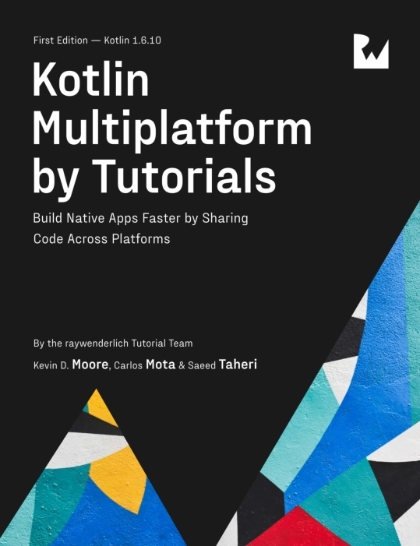 First Edition — Kotlin 1.6.10
Kotlin
Multiplatform
by Tutorials
Build Native Apps Faster by Sharing
Code Across Platforms
By the raywenderlich Tutorial Team
Kevin D. Moore, Carlos Mota & Saeed Taheri